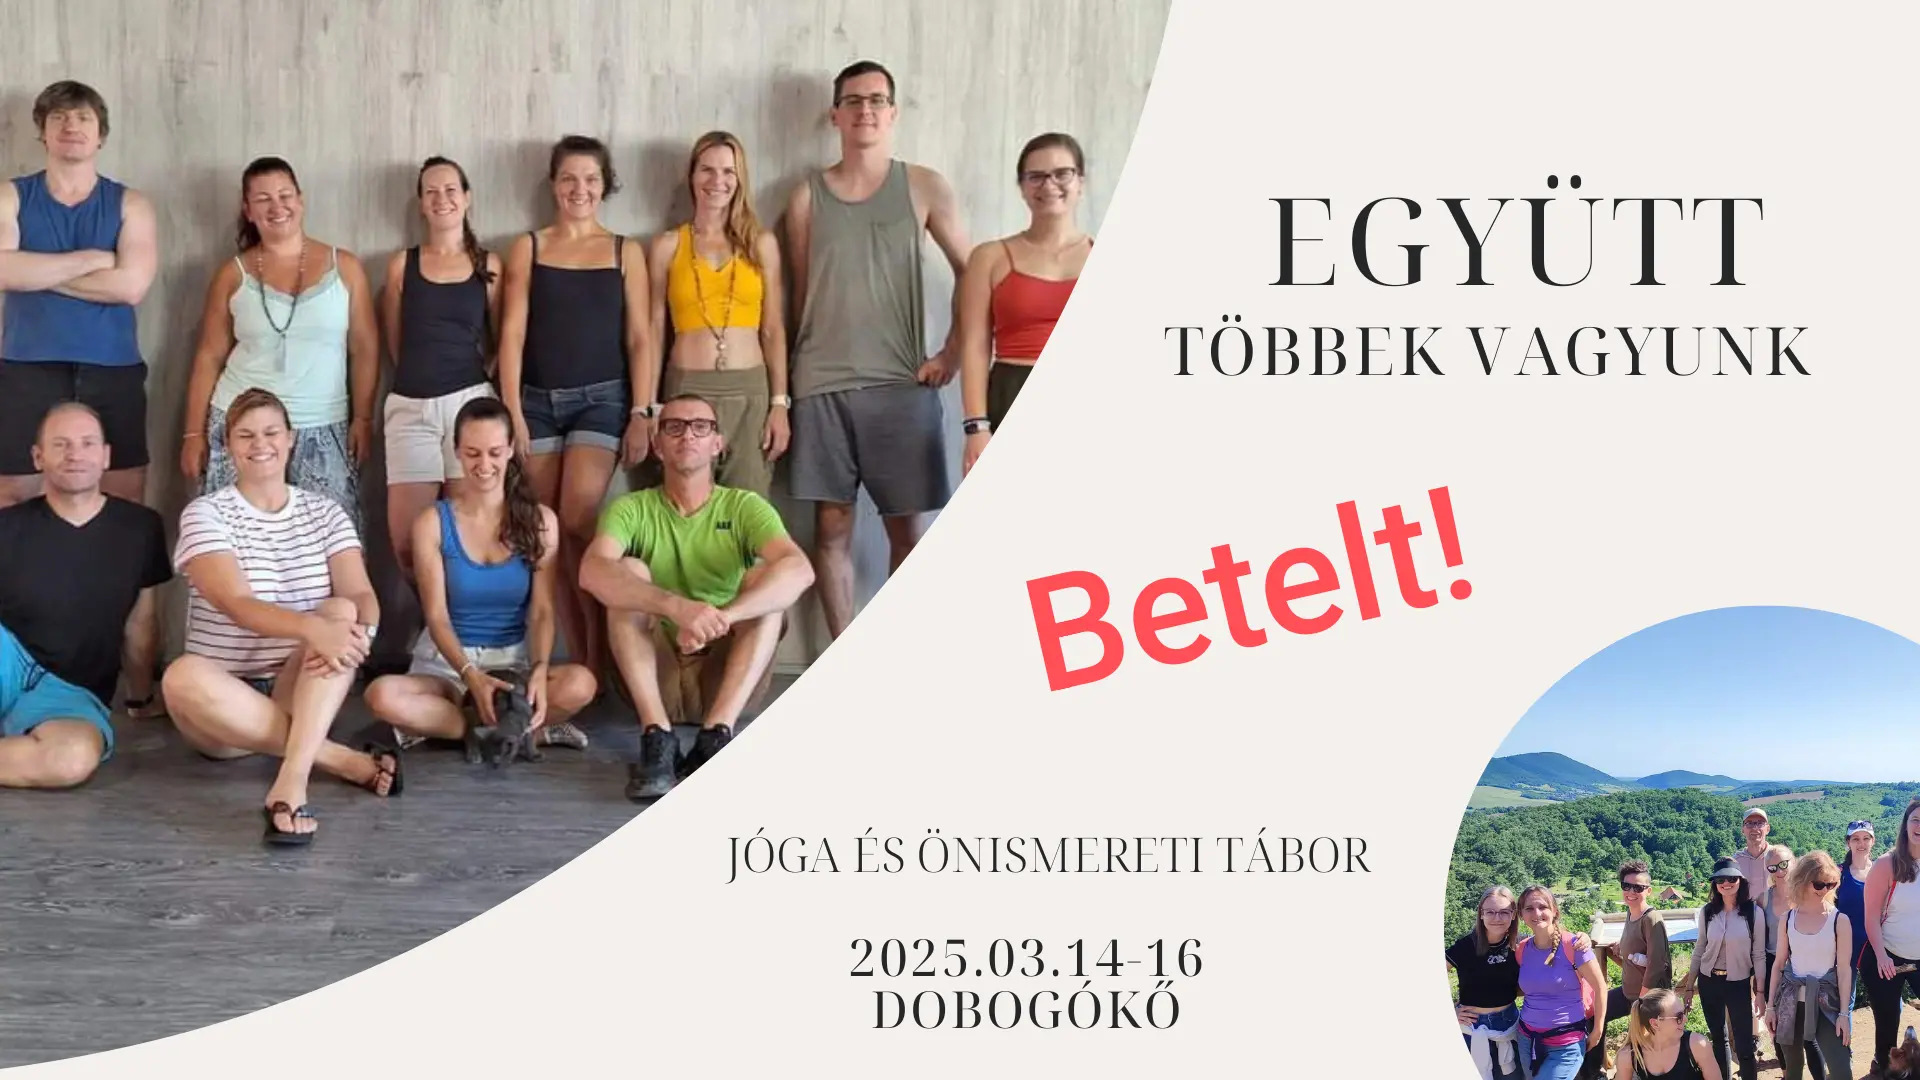 EGYÜTT
TÖBBEK VAGYUNK
Betelt!
JÓGA ÉS ÖNISMERETI TÁBOR
2025.03.14-16
DOBOGÓKŐ